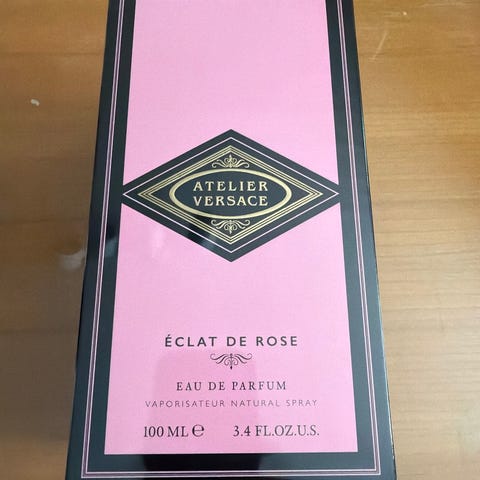 ATELIER
VERSACE
ÉCLAT DE ROSE
EAU DE PARFUM
VAPORISATEUR NATURAL SPRAY
100 ML ℮ 3.4 FL.OZ.U.S.